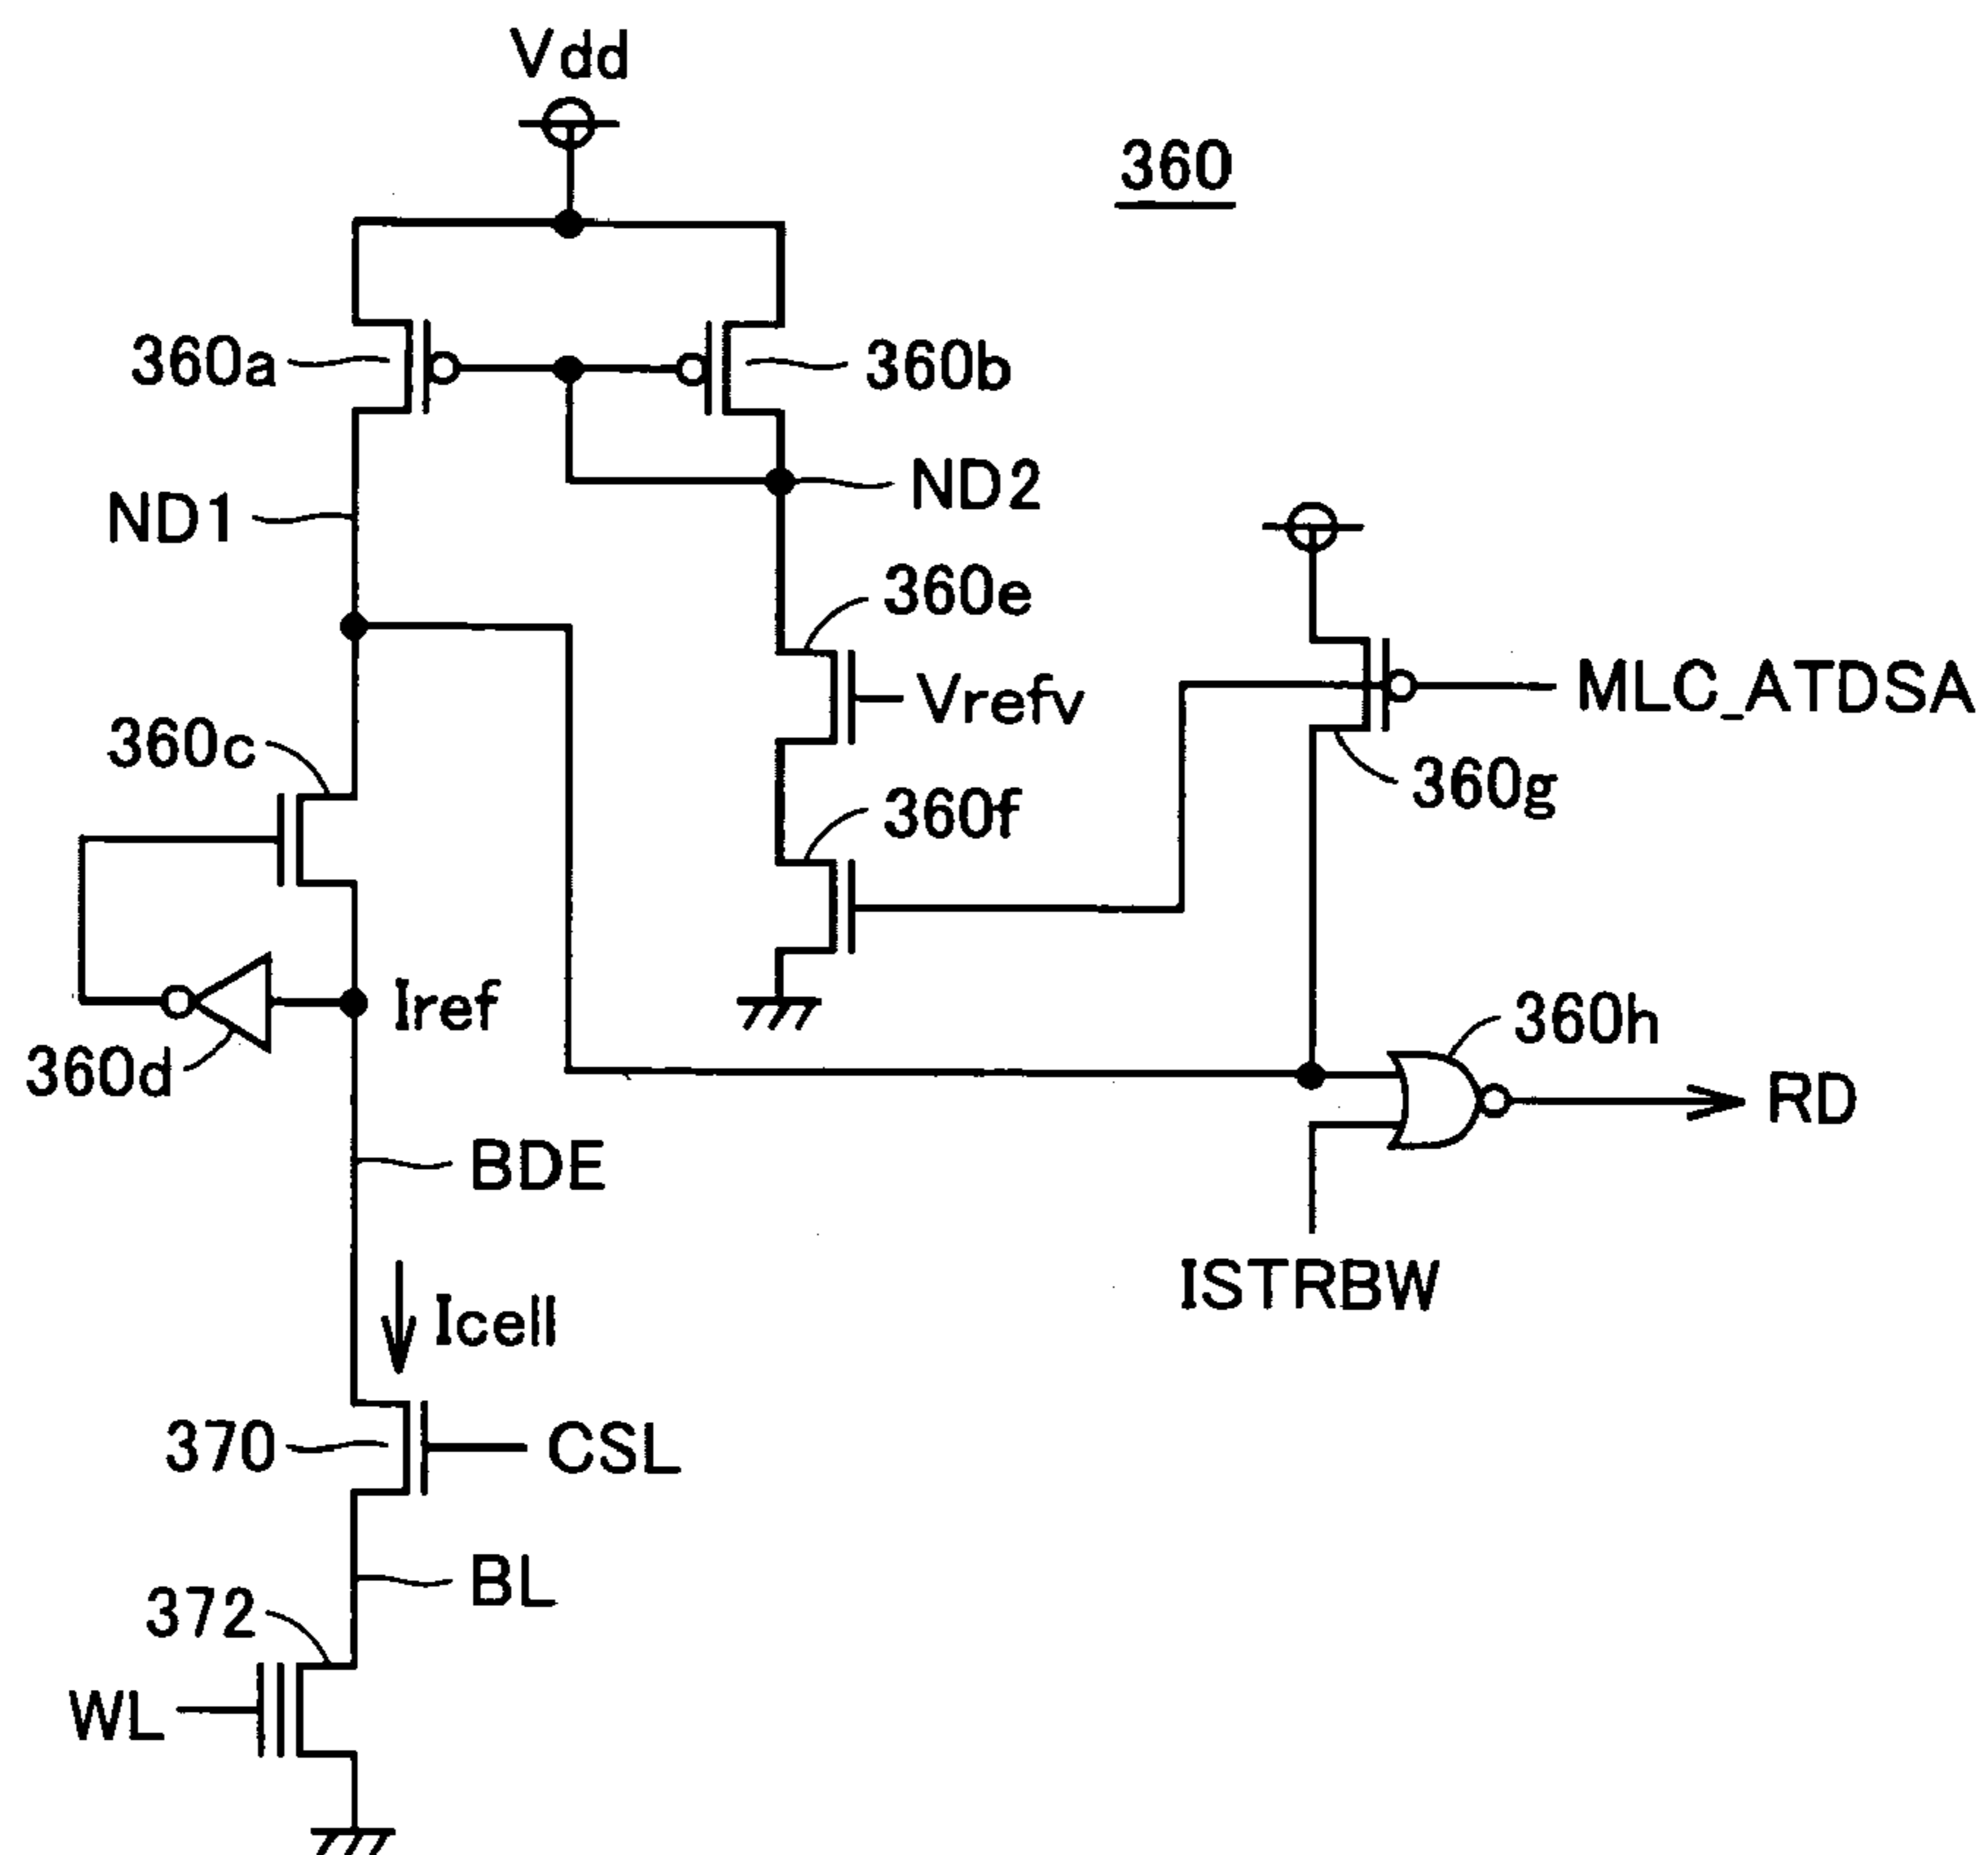 Vdd
360
360a
360b
ND1
ND2
360e
Vrefv
MLC_ATDSA
360c
360g
360f
Iref
360d
360h
RD
BDE
ISTRBW
Icell
370
CSL
BL
372
WL